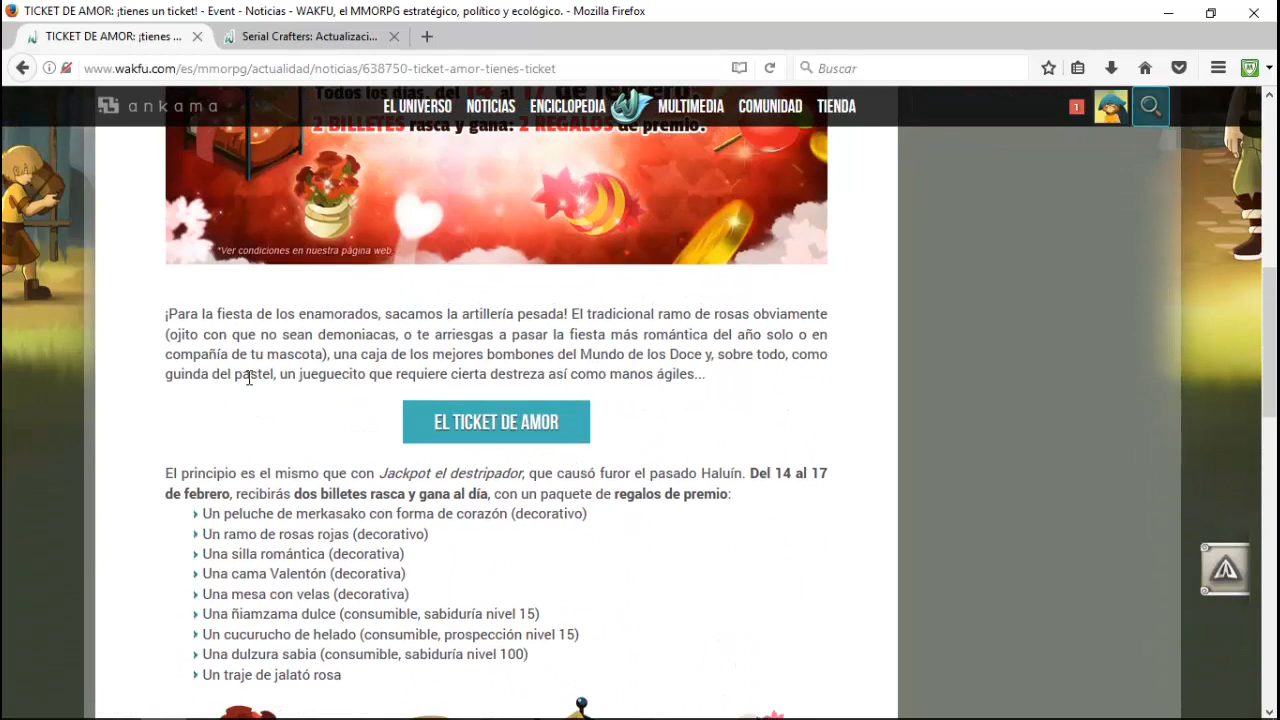 TICKET DE AMOR: ¡tienes un ticket! - Event - Noticias - WAKFU, el MMORPG estratégico, político y ecológico. - Mozilla Firefox
TICKET DE AMOR: ¡tienes ...
Serial Crafters: Actualizaci...
www.wakfu.com/es/mmorpg/actualidad/noticias/638750-ticket-amor-tienes-ticket
Buscar
ankama
EL UNIVERSO NOTICIAS ENCICLOPEDIA MULTIMEDIA COMUNIDAD TIENDA
1
Todos los días, del 14 al 17 de febrero,
2 BILLETES rasca y gana: 2 REGALOS de premio.
*Ver condiciones en nuestra página web
¡Para la fiesta de los enamorados, sacamos la artillería pesada! El tradicional ramo de rosas obviamente
(ojito con que no sean demoniacas, o te arriesgas a pasar la fiesta más romántica del año solo o en
compañía de tu mascota), una caja de los mejores bombones del Mundo de los Doce y, sobre todo, como
guinda del pastel, un jueguecito que requiere cierta destreza así como manos ágiles...
EL TICKET DE AMOR
El principio es el mismo que con Jackpot el destripador, que causó furor el pasado Haluín. Del 14 al 17
de febrero, recibirás dos billetes rasca y gana al día, con un paquete de regalos de premio:
Un peluche de merkasako con forma de corazón (decorativo)
Un ramo de rosas rojas (decorativo)
Una silla romántica (decorativa)
Una cama Valentón (decorativa)
Una mesa con velas (decorativa)
Una ñiamzama dulce (consumible, sabiduría nivel 15)
Un cucurucho de helado (consumible, prospección nivel 15)
Una dulzura sabia (consumible, sabiduría nivel 100)
Un traje de jalató rosa